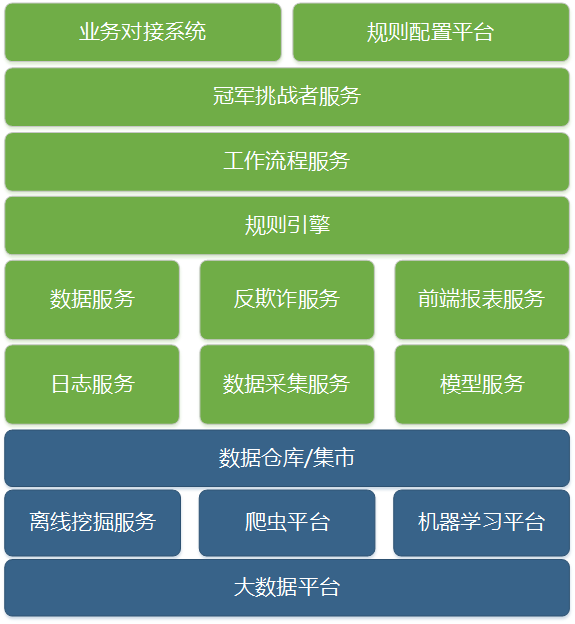 业务对接系统
规则配置平台
冠军挑战者服务
工作流程服务
规则引擎
数据服务
反欺诈服务
前端报表服务
日志服务
数据采集服务
模型服务
数据仓库/集市
离线挖掘服务
爬虫平台
机器学习平台
大数据平台